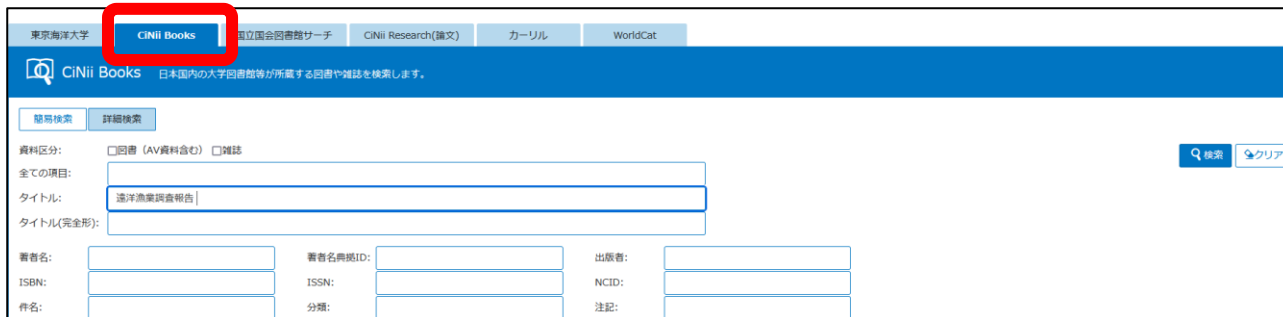 東京海洋大学 CiNii Books 国立国会図書館サーチ CiNii Research(論文) カーリル WorldCat
CiNii Books 日本国内の大学図書館等が所蔵する図書や雑誌を検索します。
簡易検索 詳細検索
資料区分: □図書（AV資料含む） □雑誌
検索 クリア
全ての項目:
タイトル: 遠洋漁業調査報告
タイトル(完全形):
著者名: 著者名典拠ID: 出版者:
ISBN: ISSN: NCID:
件名: 分類: 注記: